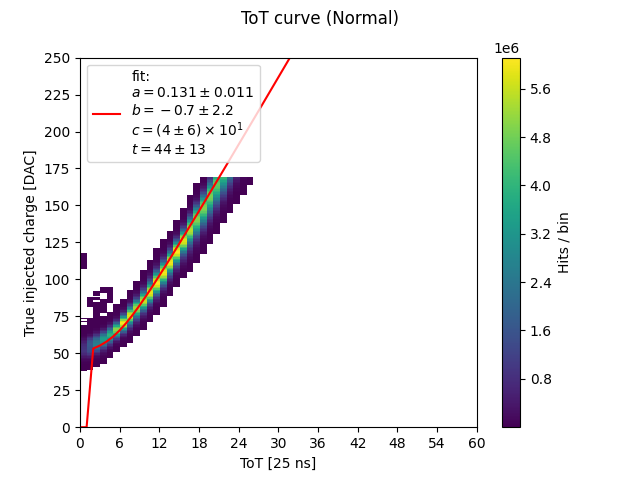 ToT curve (Normal)
1e6
fit:
a = 0.131 ± 0.011
b = −0.7 ± 2.2
c = (4 ± 6) × 10¹
t = 44 ± 13
250
225
200
175
150
125
100
75
50
25
0
True injected charge [DAC]
0 6 12 18 24 30 36 42 48 54 60
ToT [25 ns]
5.6
4.8
4.0
3.2
2.4
1.6
0.8
Hits / bin